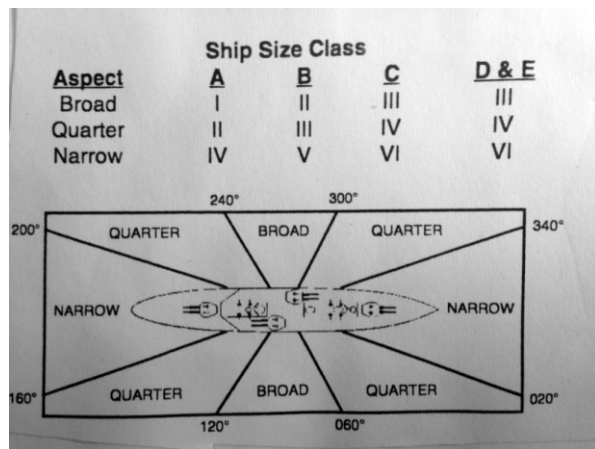 Ship Size Class
Aspect A B C D & E
Broad I II III III
Quarter II III IV IV
Narrow IV V VI VI
240° 300°
200° QUARTER BROAD QUARTER 340°
NARROW NARROW
160° QUARTER BROAD QUARTER 020°
120° 060°